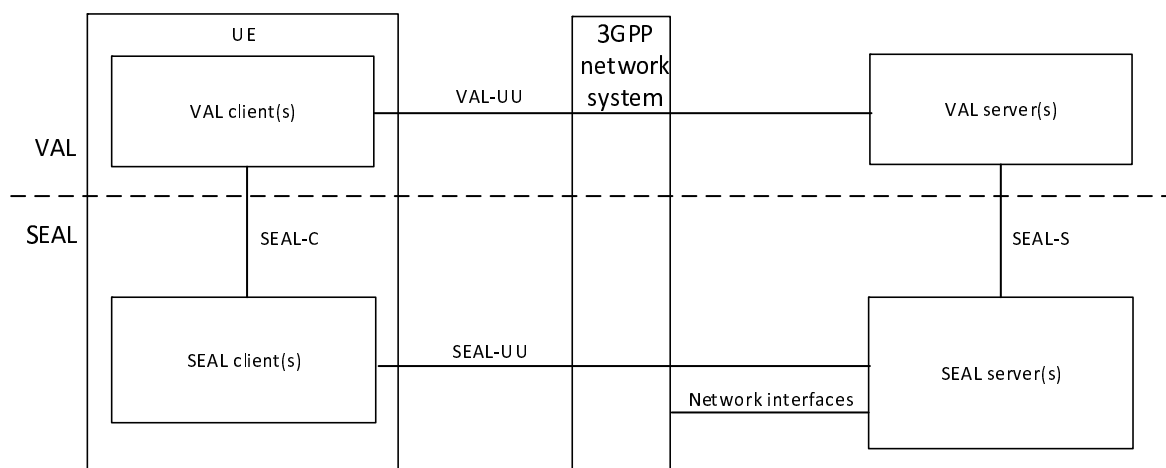 UE
3GPP
network
system
VAL client(s)
VAL-UU
VAL server(s)
VAL
SEAL
SEAL-C
SEAL-S
SEAL client(s)
SEAL-UU
SEAL server(s)
Network interfaces